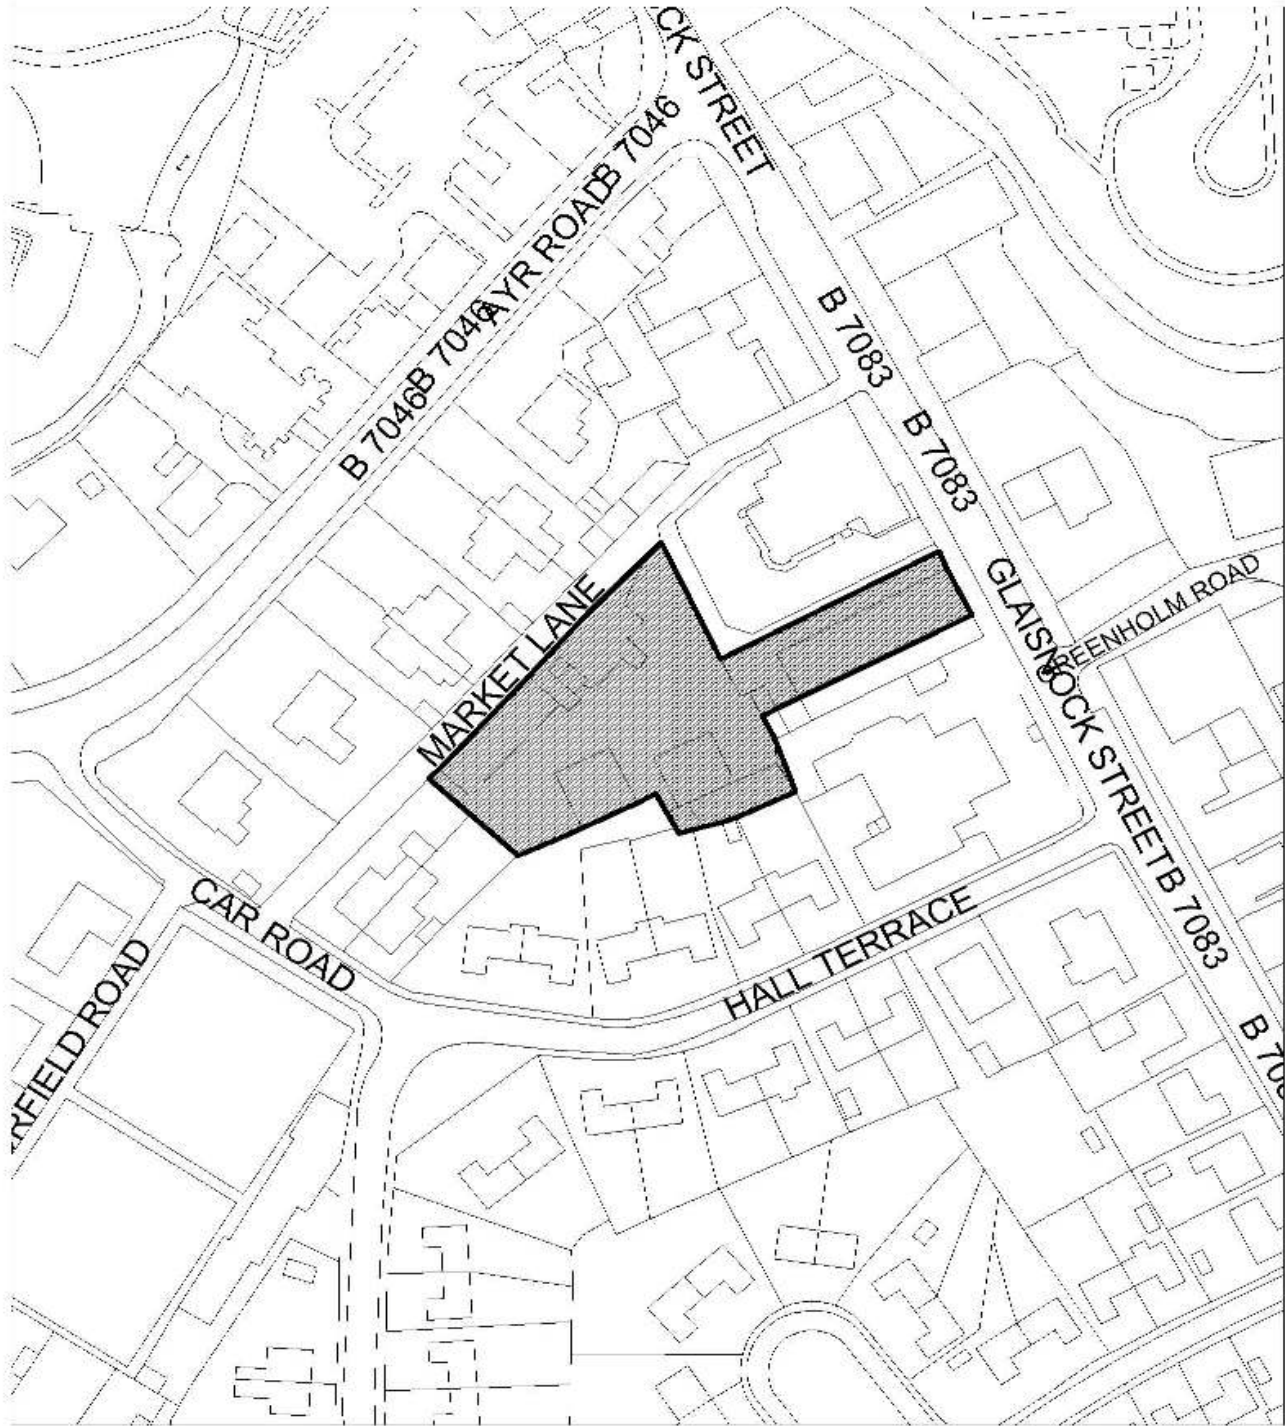 CK STREET
B 7046
AYR ROAD
B 7046
B 7046
B 7083
B 7083
GLAISNOCK STREET
GREENHOLM ROAD
MARKET LANE
CAR ROAD
HALL TERRACE
B 7083
RFIELD ROAD
B 70